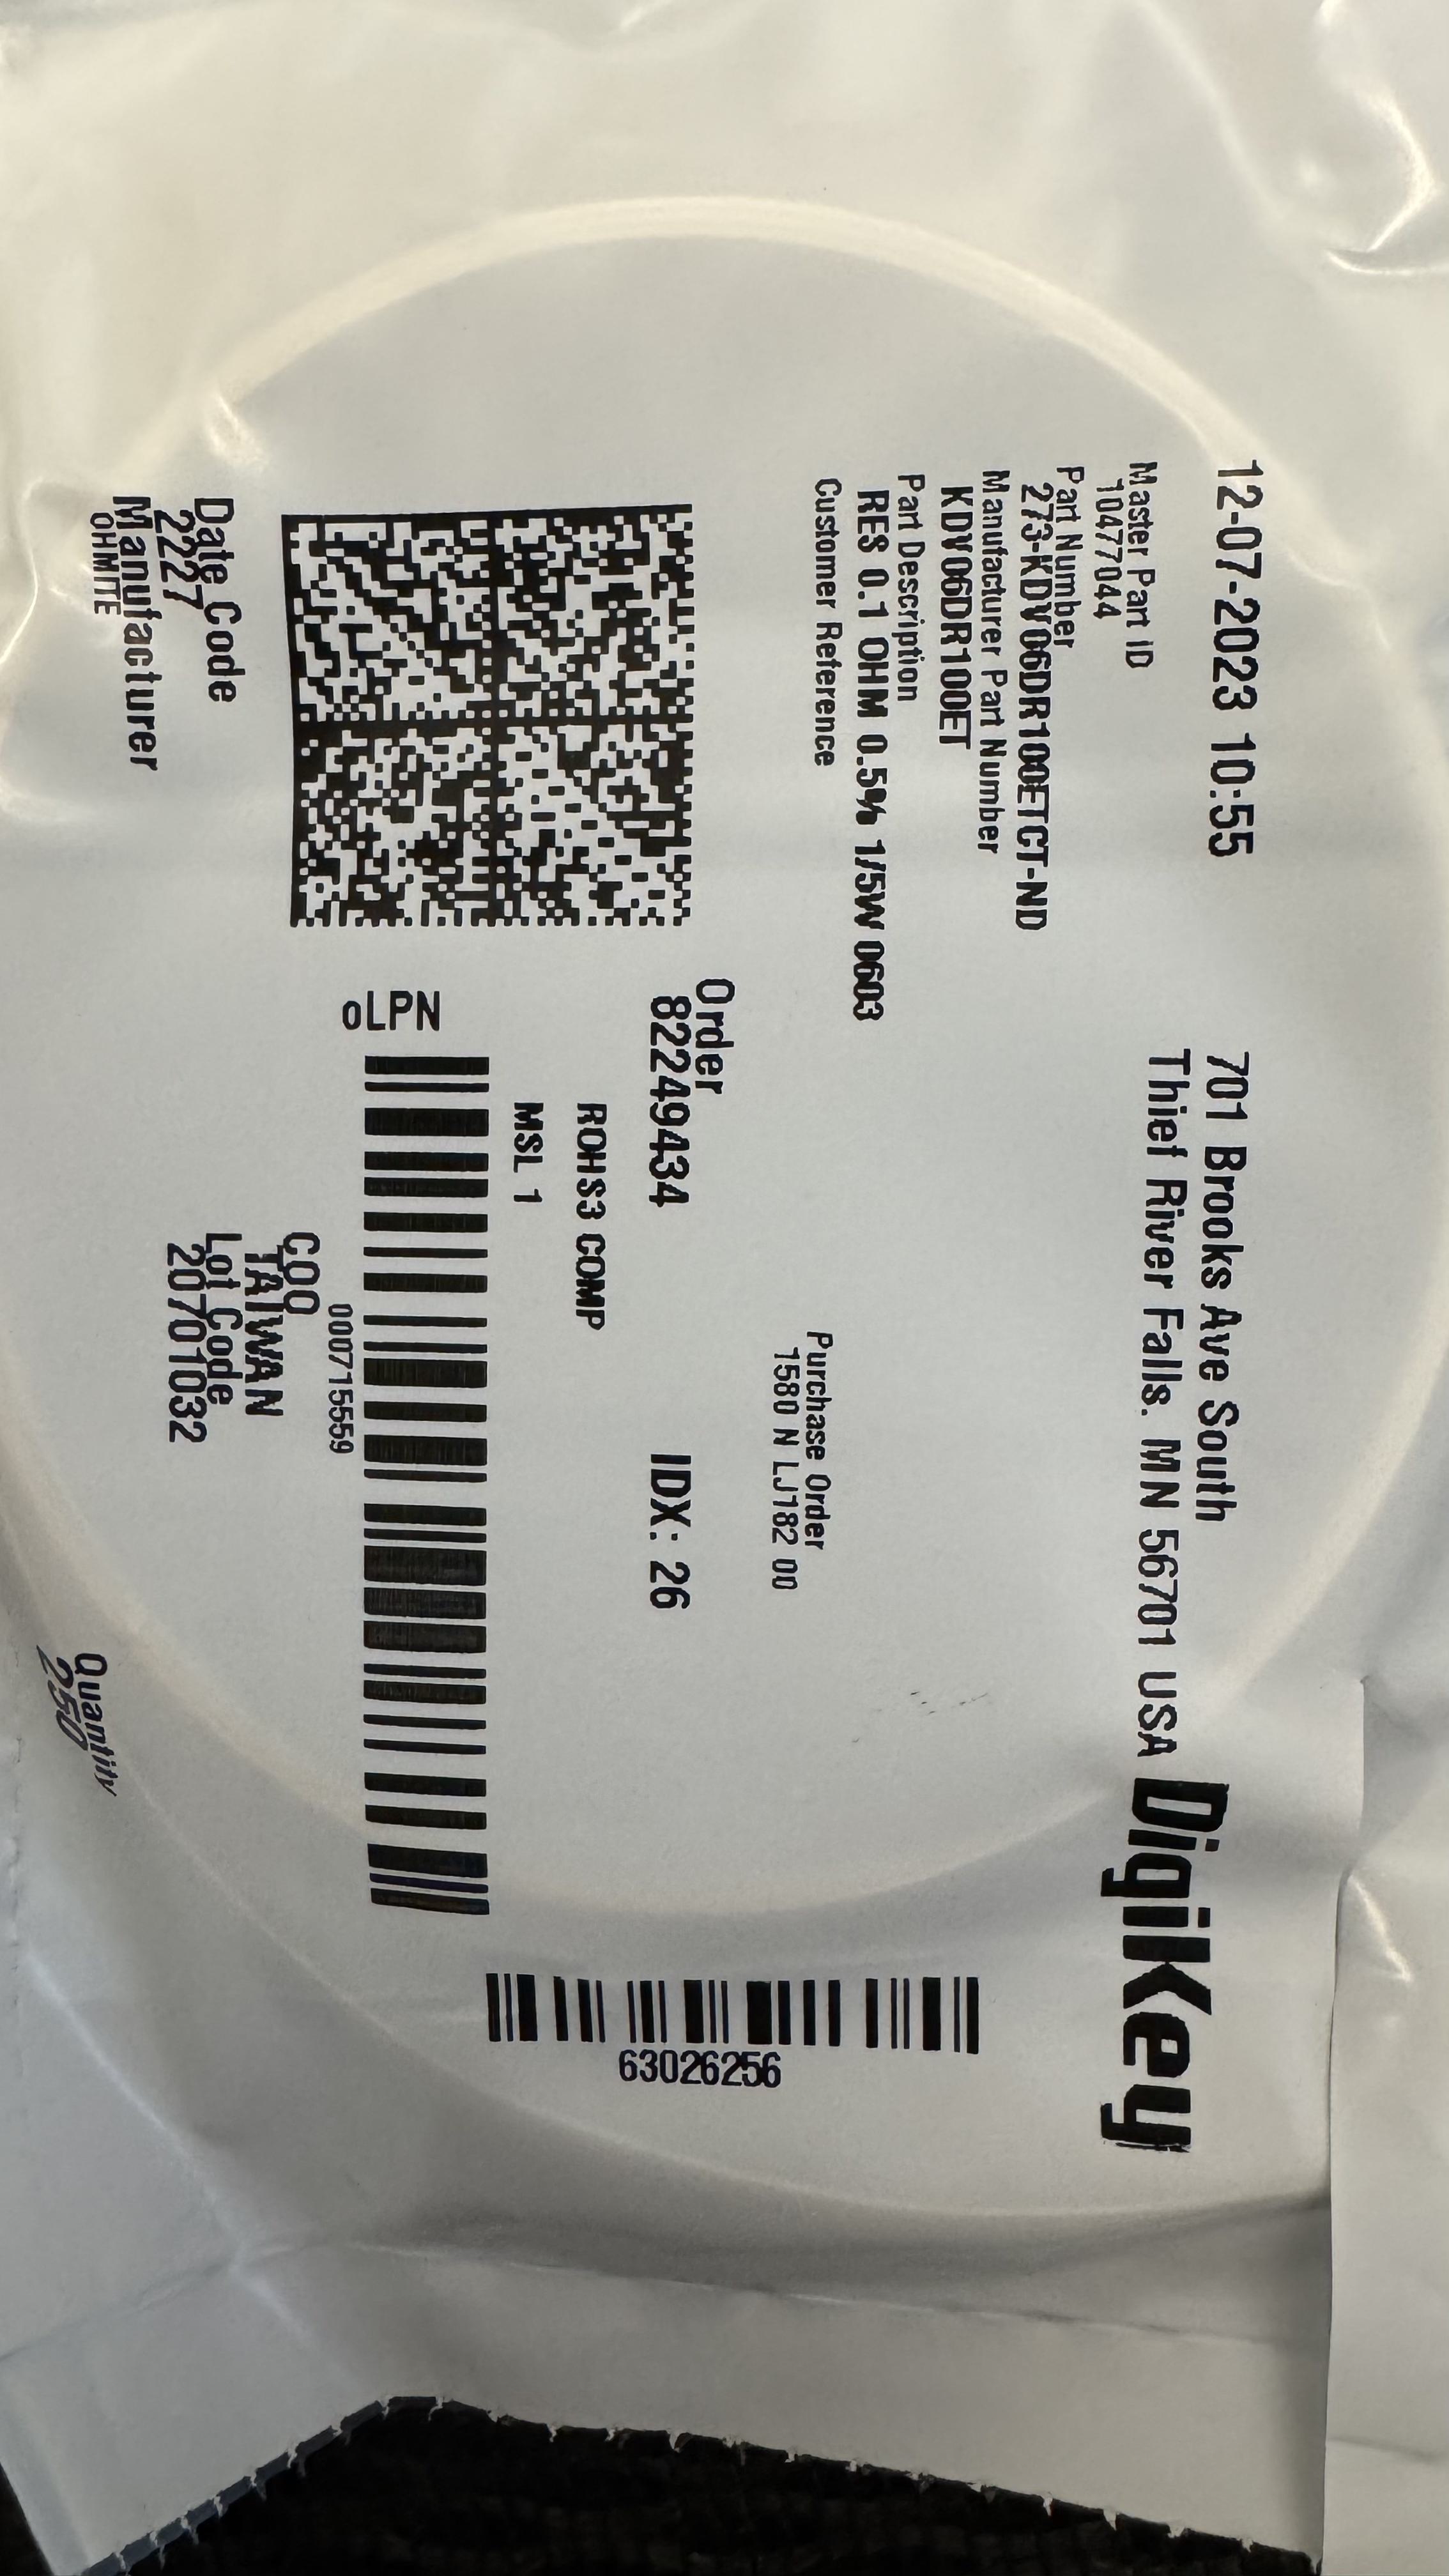 12-07-2023 10:55
701 Brooks Ave South
Thief River Falls. MN 56701 USA
DigiKey
Master Part ID
10477044
Part Number
273-KDV06DR100ETCT-ND
Manufacturer Part Number
KDV06DR100ET
Part Description
RES 0.1 OHM 0.5% 1/5W 0603
Customer Reference
Purchase Order
1580 N LJ182 00
Order
82249434
IDX: 26
ROHS3 COMP
MSL 1
oLPN
000715559
63026256
COO
TAIWAN
Lot Code
20701032
Date Code
2227
Manufacturer
OHMITE
Quantity
250